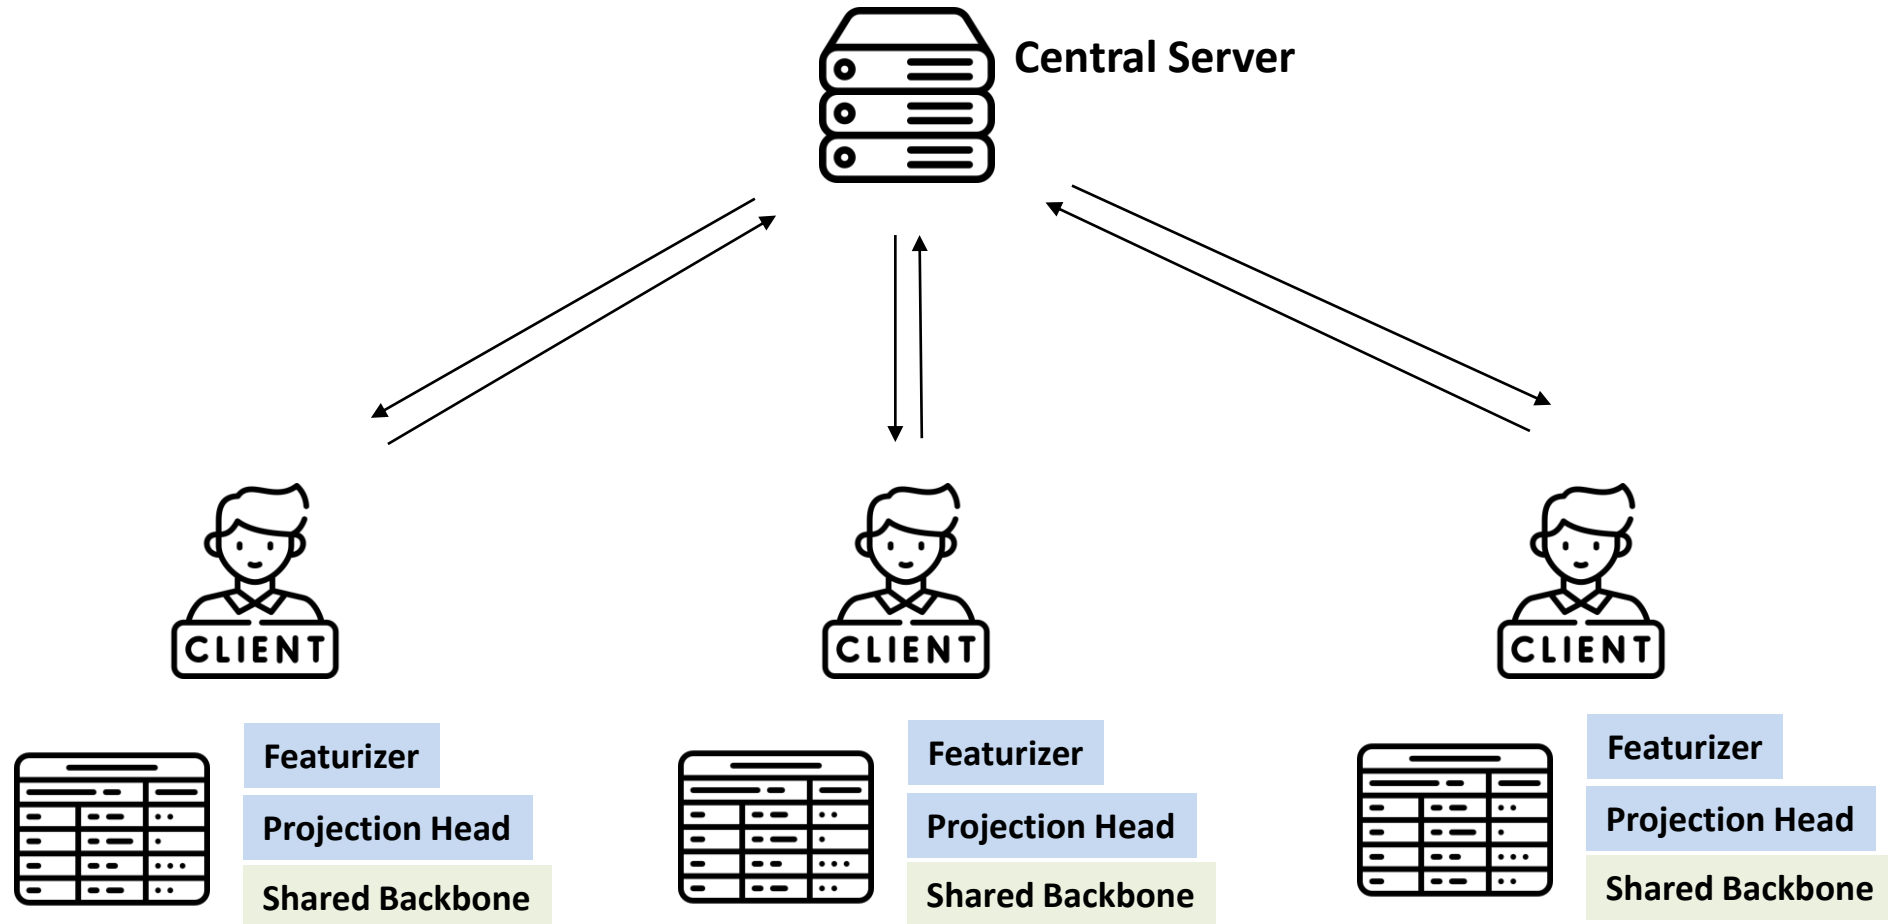 Central Server
CLIENT
CLIENT
CLIENT
Featurizer
Projection Head
Shared Backbone
Featurizer
Projection Head
Shared Backbone
Featurizer
Projection Head
Shared Backbone